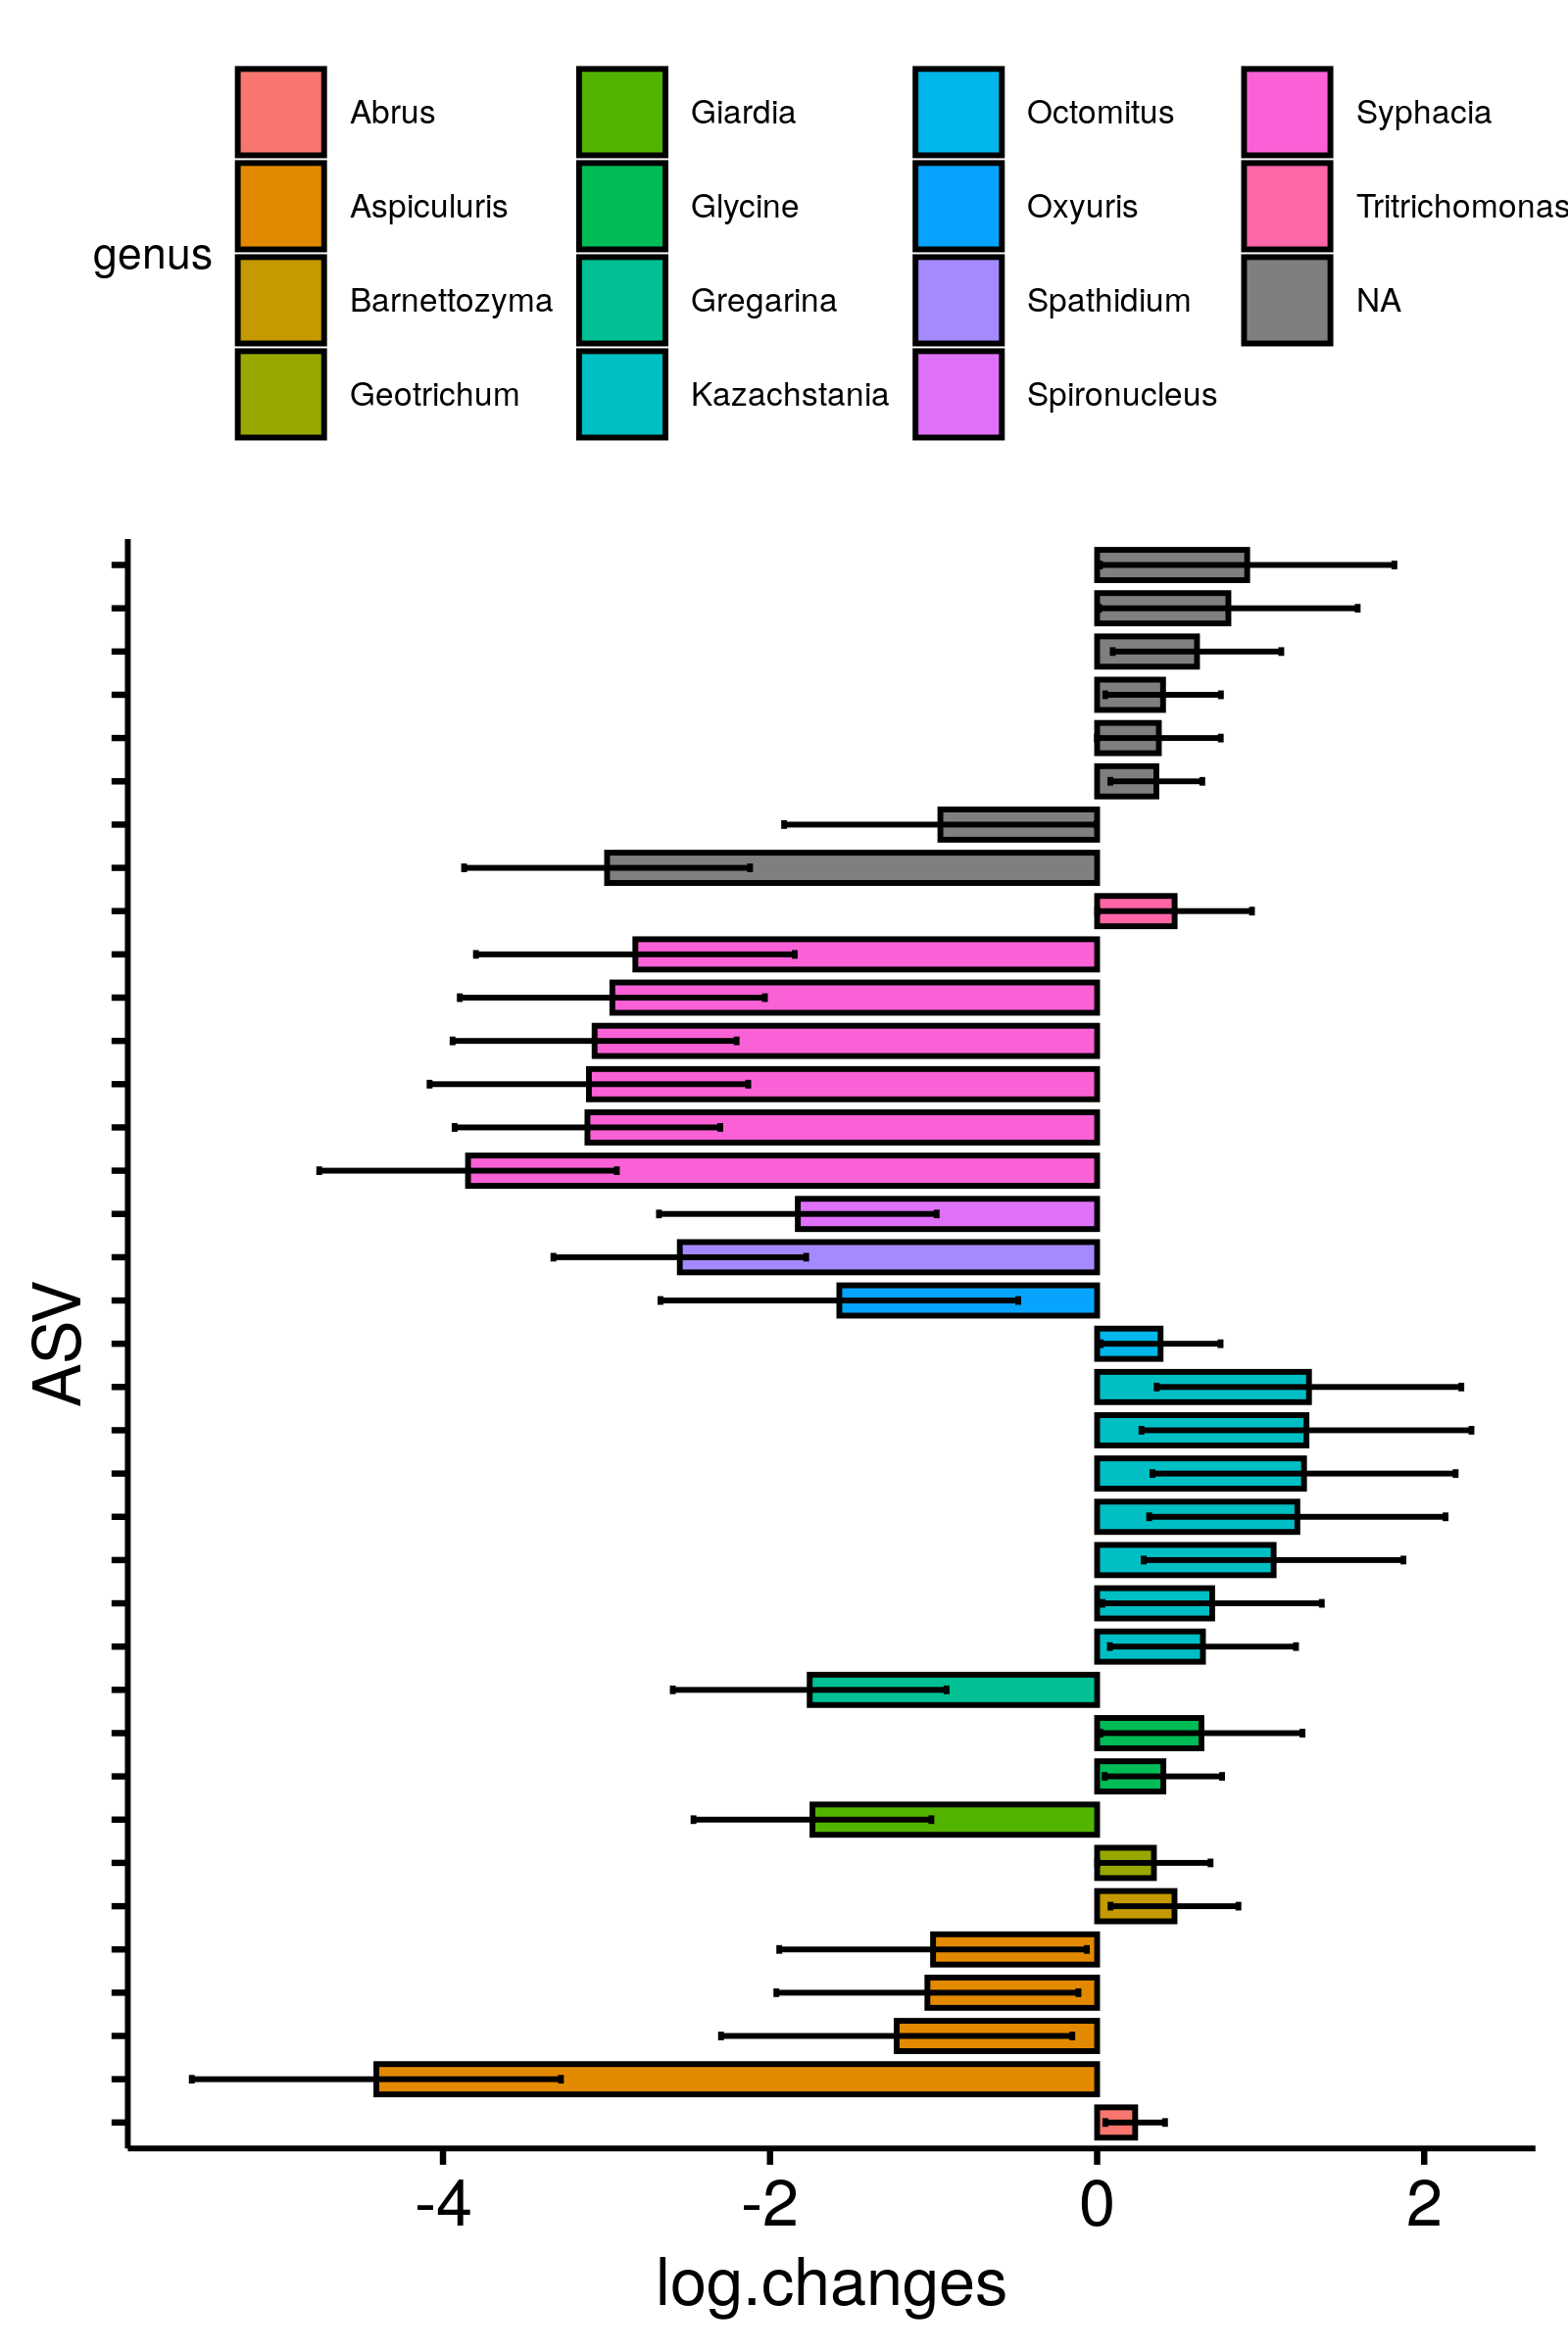 genus
Abrus
Aspiculuris
Barnettozyma
Geotrichum
Giardia
Glycine
Gregarina
Kazachstania
Octomitus
Oxyuris
Spathidium
Spironucleus
Syphacia
Tritrichomonas
NA
ASV
-4 -2 0 2
log.changes